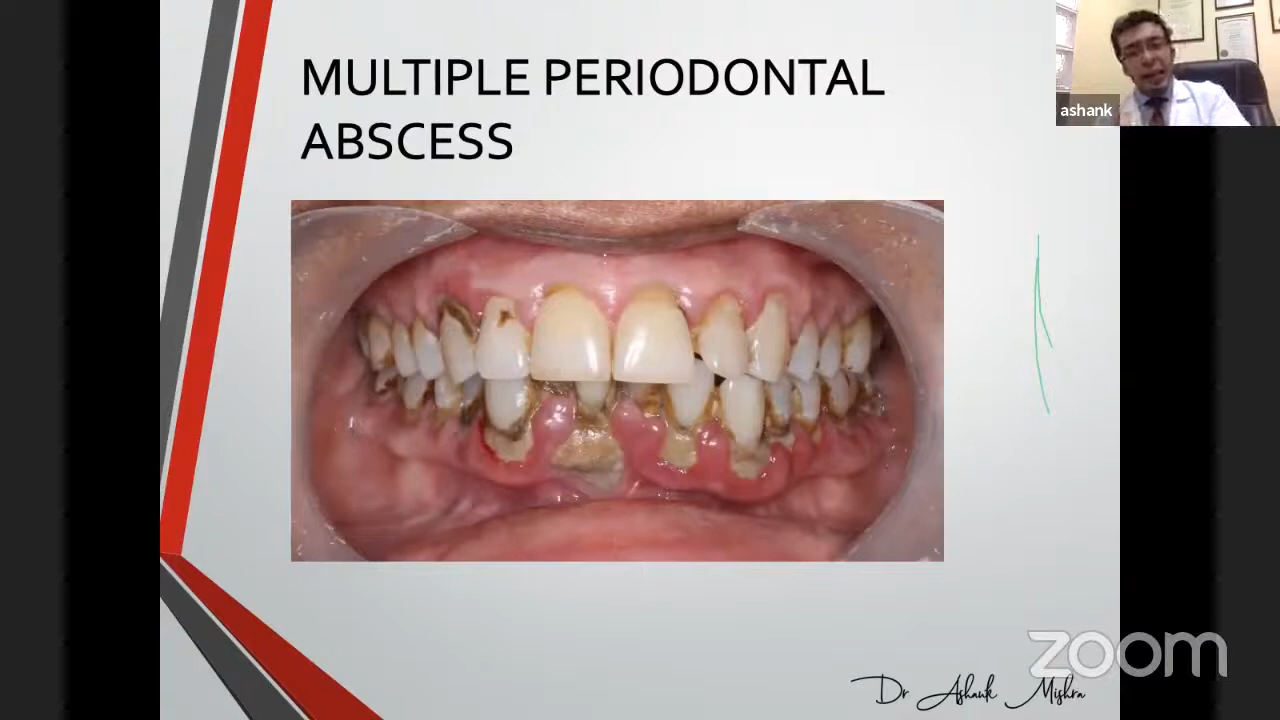 MULTIPLE PERIODONTAL
ABSCESS
ashank
zoom
Dr Ashank Mishra